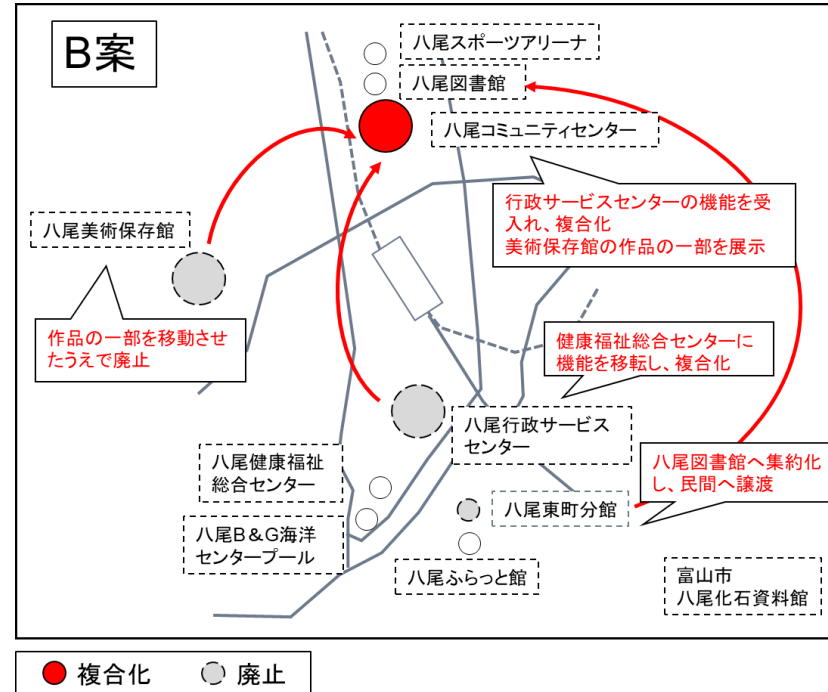 B案
八尾スポーツアリーナ
八尾図書館
八尾コミュニティセンター
行政サービスセンターの機能を受
入れ、複合化
美術保存館の作品の一部を展示
八尾美術保存館
作品の一部を移動させ
たうえで廃止
健康福祉総合センターに
機能を移転し、複合化
八尾行政サービス
センター
八尾健康福祉
総合センター
八尾図書館へ集約化
し、民間へ譲渡
八尾東町分館
八尾B＆G海洋
センタープール
八尾ふらっと館
富山市
八尾化石資料館
複合化
廃止